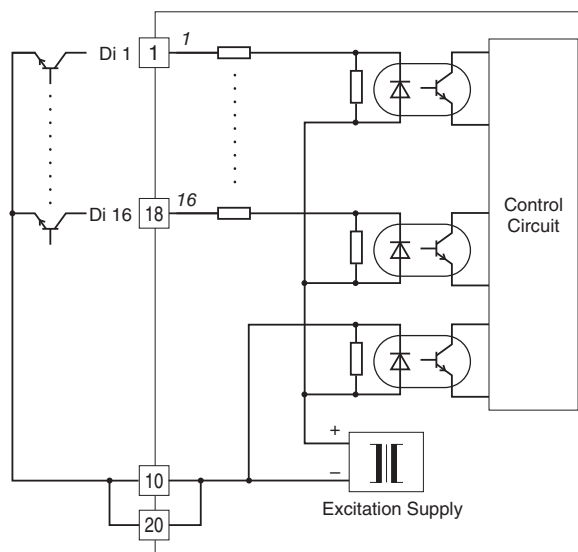 Di 1
1
1
Di 16
18
16
Control
Circuit
+
–
10
20
Excitation Supply